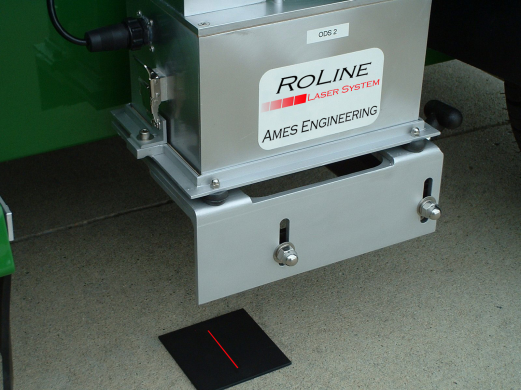 ODS 2
ROLINE
LASER SYSTEM
AMES ENGINEERING